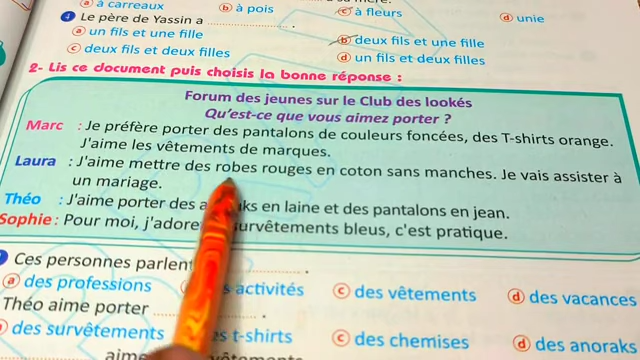 ⓐ à carreaux ⓑ à pois ⓒ à fleurs ⓓ unie
4 Le père de Yassin a ....................
ⓐ un fils et une fille ⓑ deux fils et une fille
ⓒ deux fils et deux filles ⓓ un fils et deux filles
2- Lis ce document puis choisis la bonne réponse :
Forum des jeunes sur le Club des lookés
Qu'est-ce que vous aimez porter ?
Marc : Je préfère porter des pantalons de couleurs foncées, des T-shirts orange.
J'aime les vêtements de marques.
Laura : J'aime mettre des robes rouges en coton sans manches. Je vais assister à
un mariage.
Théo : J'aime porter des en laine et des pantalons en jean.
Sophie : Pour moi, j'adore survêtements bleus, c'est pratique.
Ces personnes parlent ....................
ⓐ des professions activités ⓒ des vêtements ⓓ des vacances
Théo aime porter ....................
des survêtements t-shirts ⓒ des chemises ⓓ des anoraks
aime